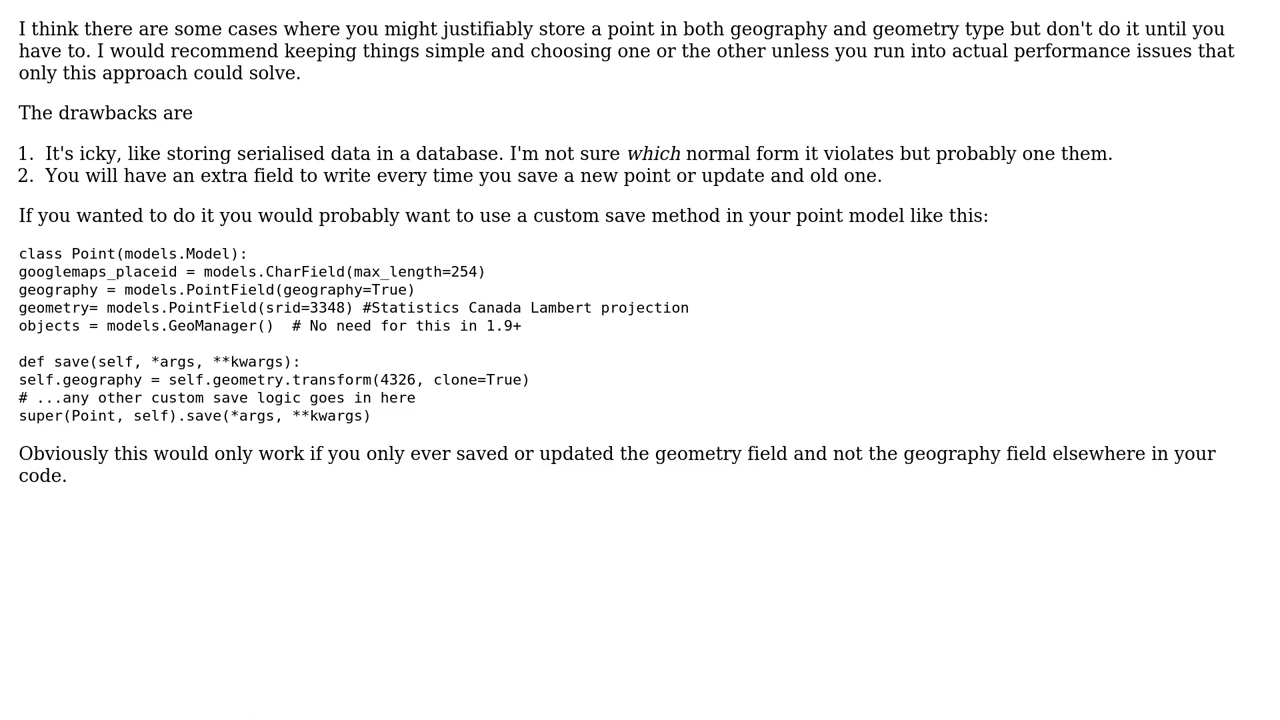 I think there are some cases where you might justifiably store a point in both geography and geometry type but don't do it until you
have to. I would recommend keeping things simple and choosing one or the other unless you run into actual performance issues that
only this approach could solve.
The drawbacks are
1. It's icky, like storing serialised data in a database. I'm not sure which normal form it violates but probably one them.
2. You will have an extra field to write every time you save a new point or update and old one.
If you wanted to do it you would probably want to use a custom save method in your point model like this:
class Point(models.Model):
googlemaps_placeid = models.CharField(max_length=254)
geography = models.PointField(geography=True)
geometry= models.PointField(srid=3348) #Statistics Canada Lambert projection
objects = models.GeoManager()  # No need for this in 1.9+
def save(self, *args, **kwargs):
self.geography = self.geometry.transform(4326, clone=True)
# ...any other custom save logic goes in here
super(Point, self).save(*args, **kwargs)
Obviously this would only work if you only ever saved or updated the geometry field and not the geography field elsewhere in your
code.